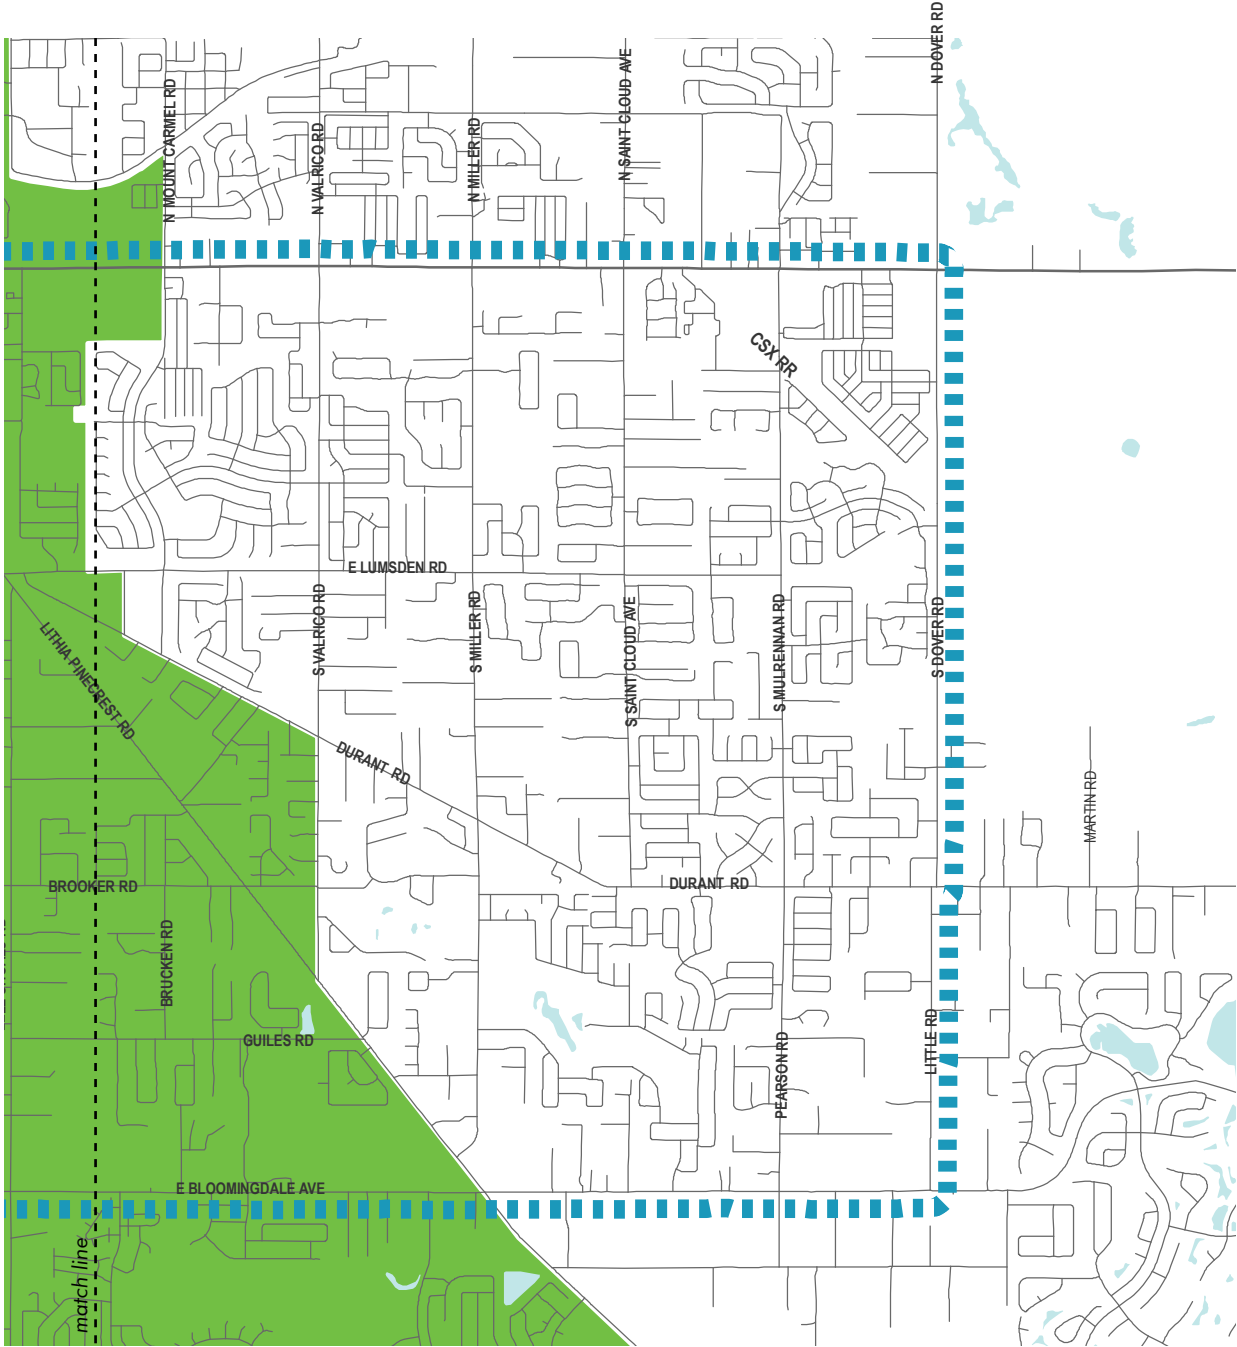 N DOVER RD
N SAINT CLOUD AVE
N MOUNT CARMEL RD
N VALRICO RD
N MILLER RD
CSX RR
E LUMSDEN RD
S VALRICO RD
S MILLER RD
S SAINT CLOUD AVE
S MULRENNAN RD
S DOVER RD
LITHIA PINECREST RD
DURANT RD
MARTIN RD
BROOKER RD
DURANT RD
BRUCKEN RD
GUILES RD
PEARSON RD
LITTLE RD
E BLOOMINGDALE AVE
match line